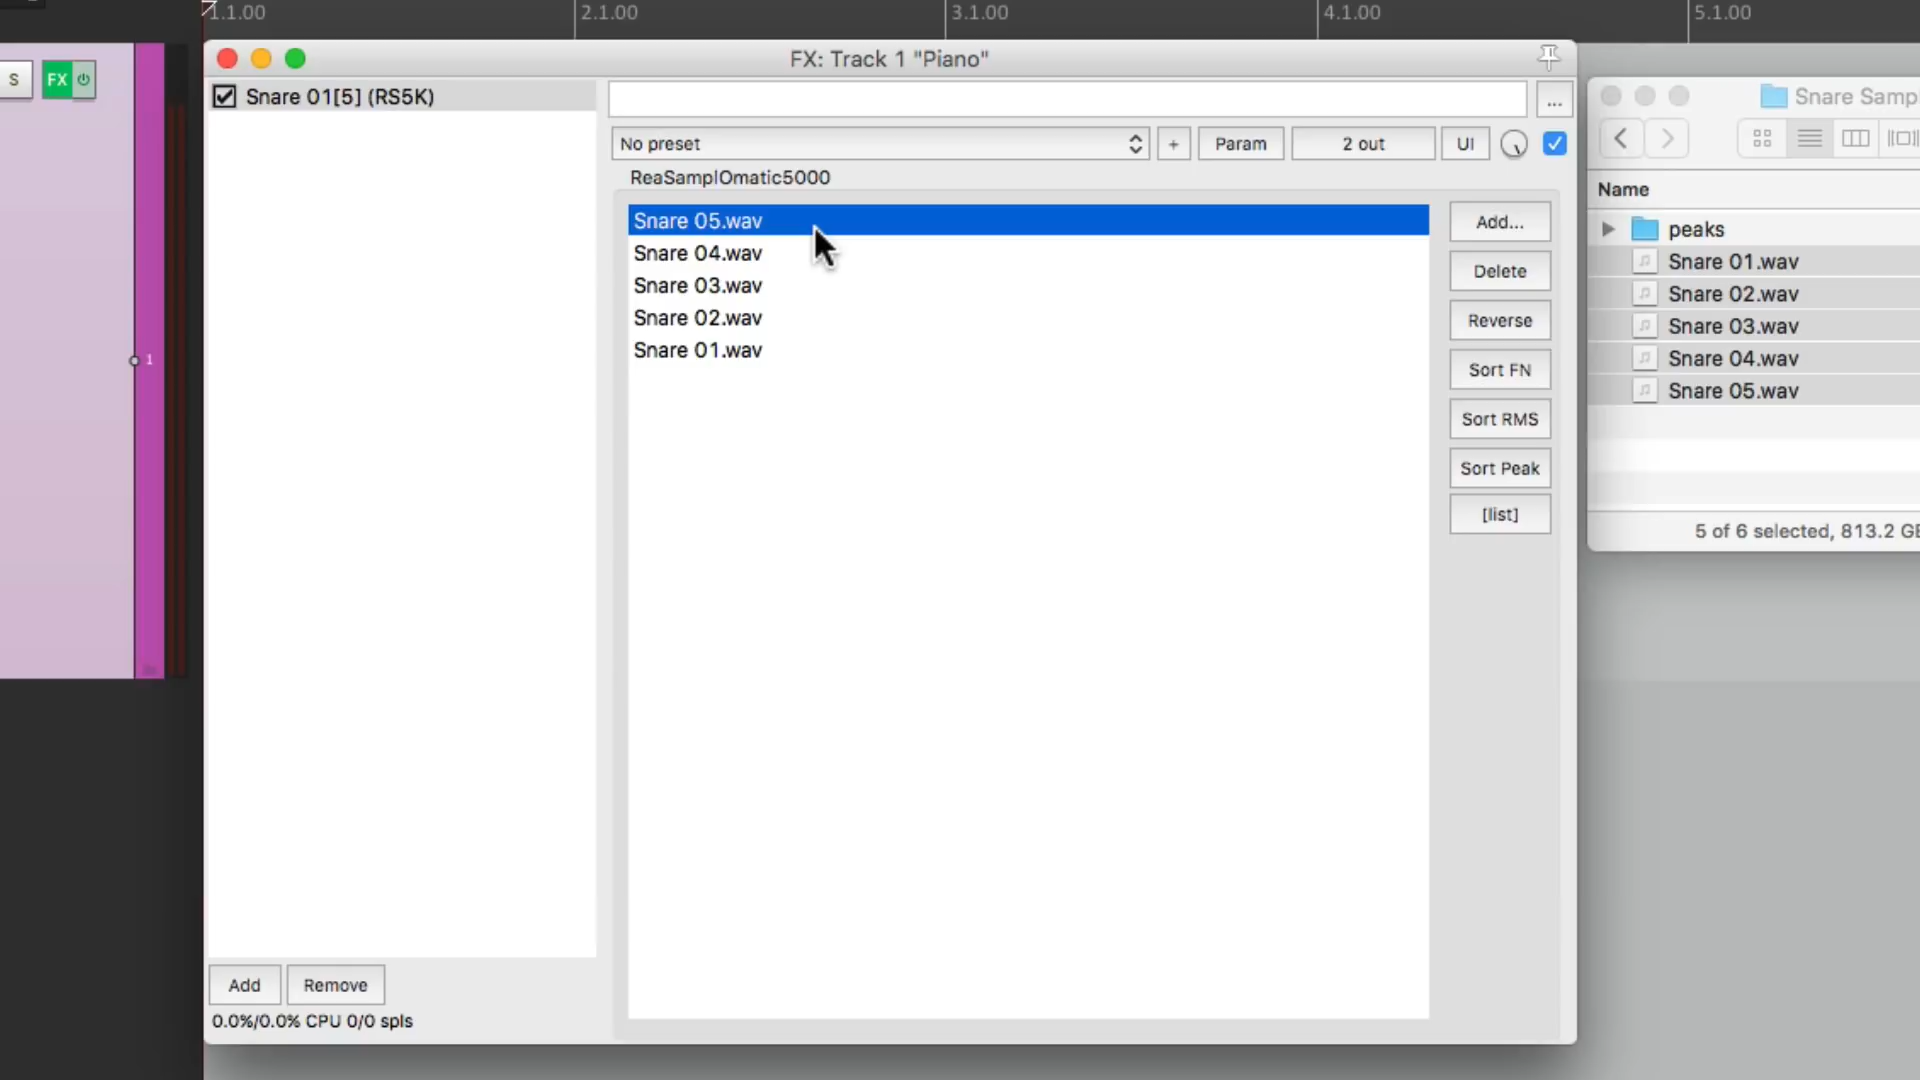 1.1.00
2.1.00
3.1.00
4.1.00
5.1.00
S
FX
1
FX: Track 1 "Piano"
Snare 01[5] (RS5K)
...
No preset
+
Param
2 out
UI
ReaSamplOmatic5000
Snare 05.wav
Snare 04.wav
Snare 03.wav
Snare 02.wav
Snare 01.wav
Add...
Delete
Reverse
Sort FN
Sort RMS
Sort Peak
[list]
Add
Remove
0.0%/0.0% CPU 0/0 spls
Snare Samp
Name
peaks
Snare 01.wav
Snare 02.wav
Snare 03.wav
Snare 04.wav
Snare 05.wav
5 of 6 selected, 813.2 GB